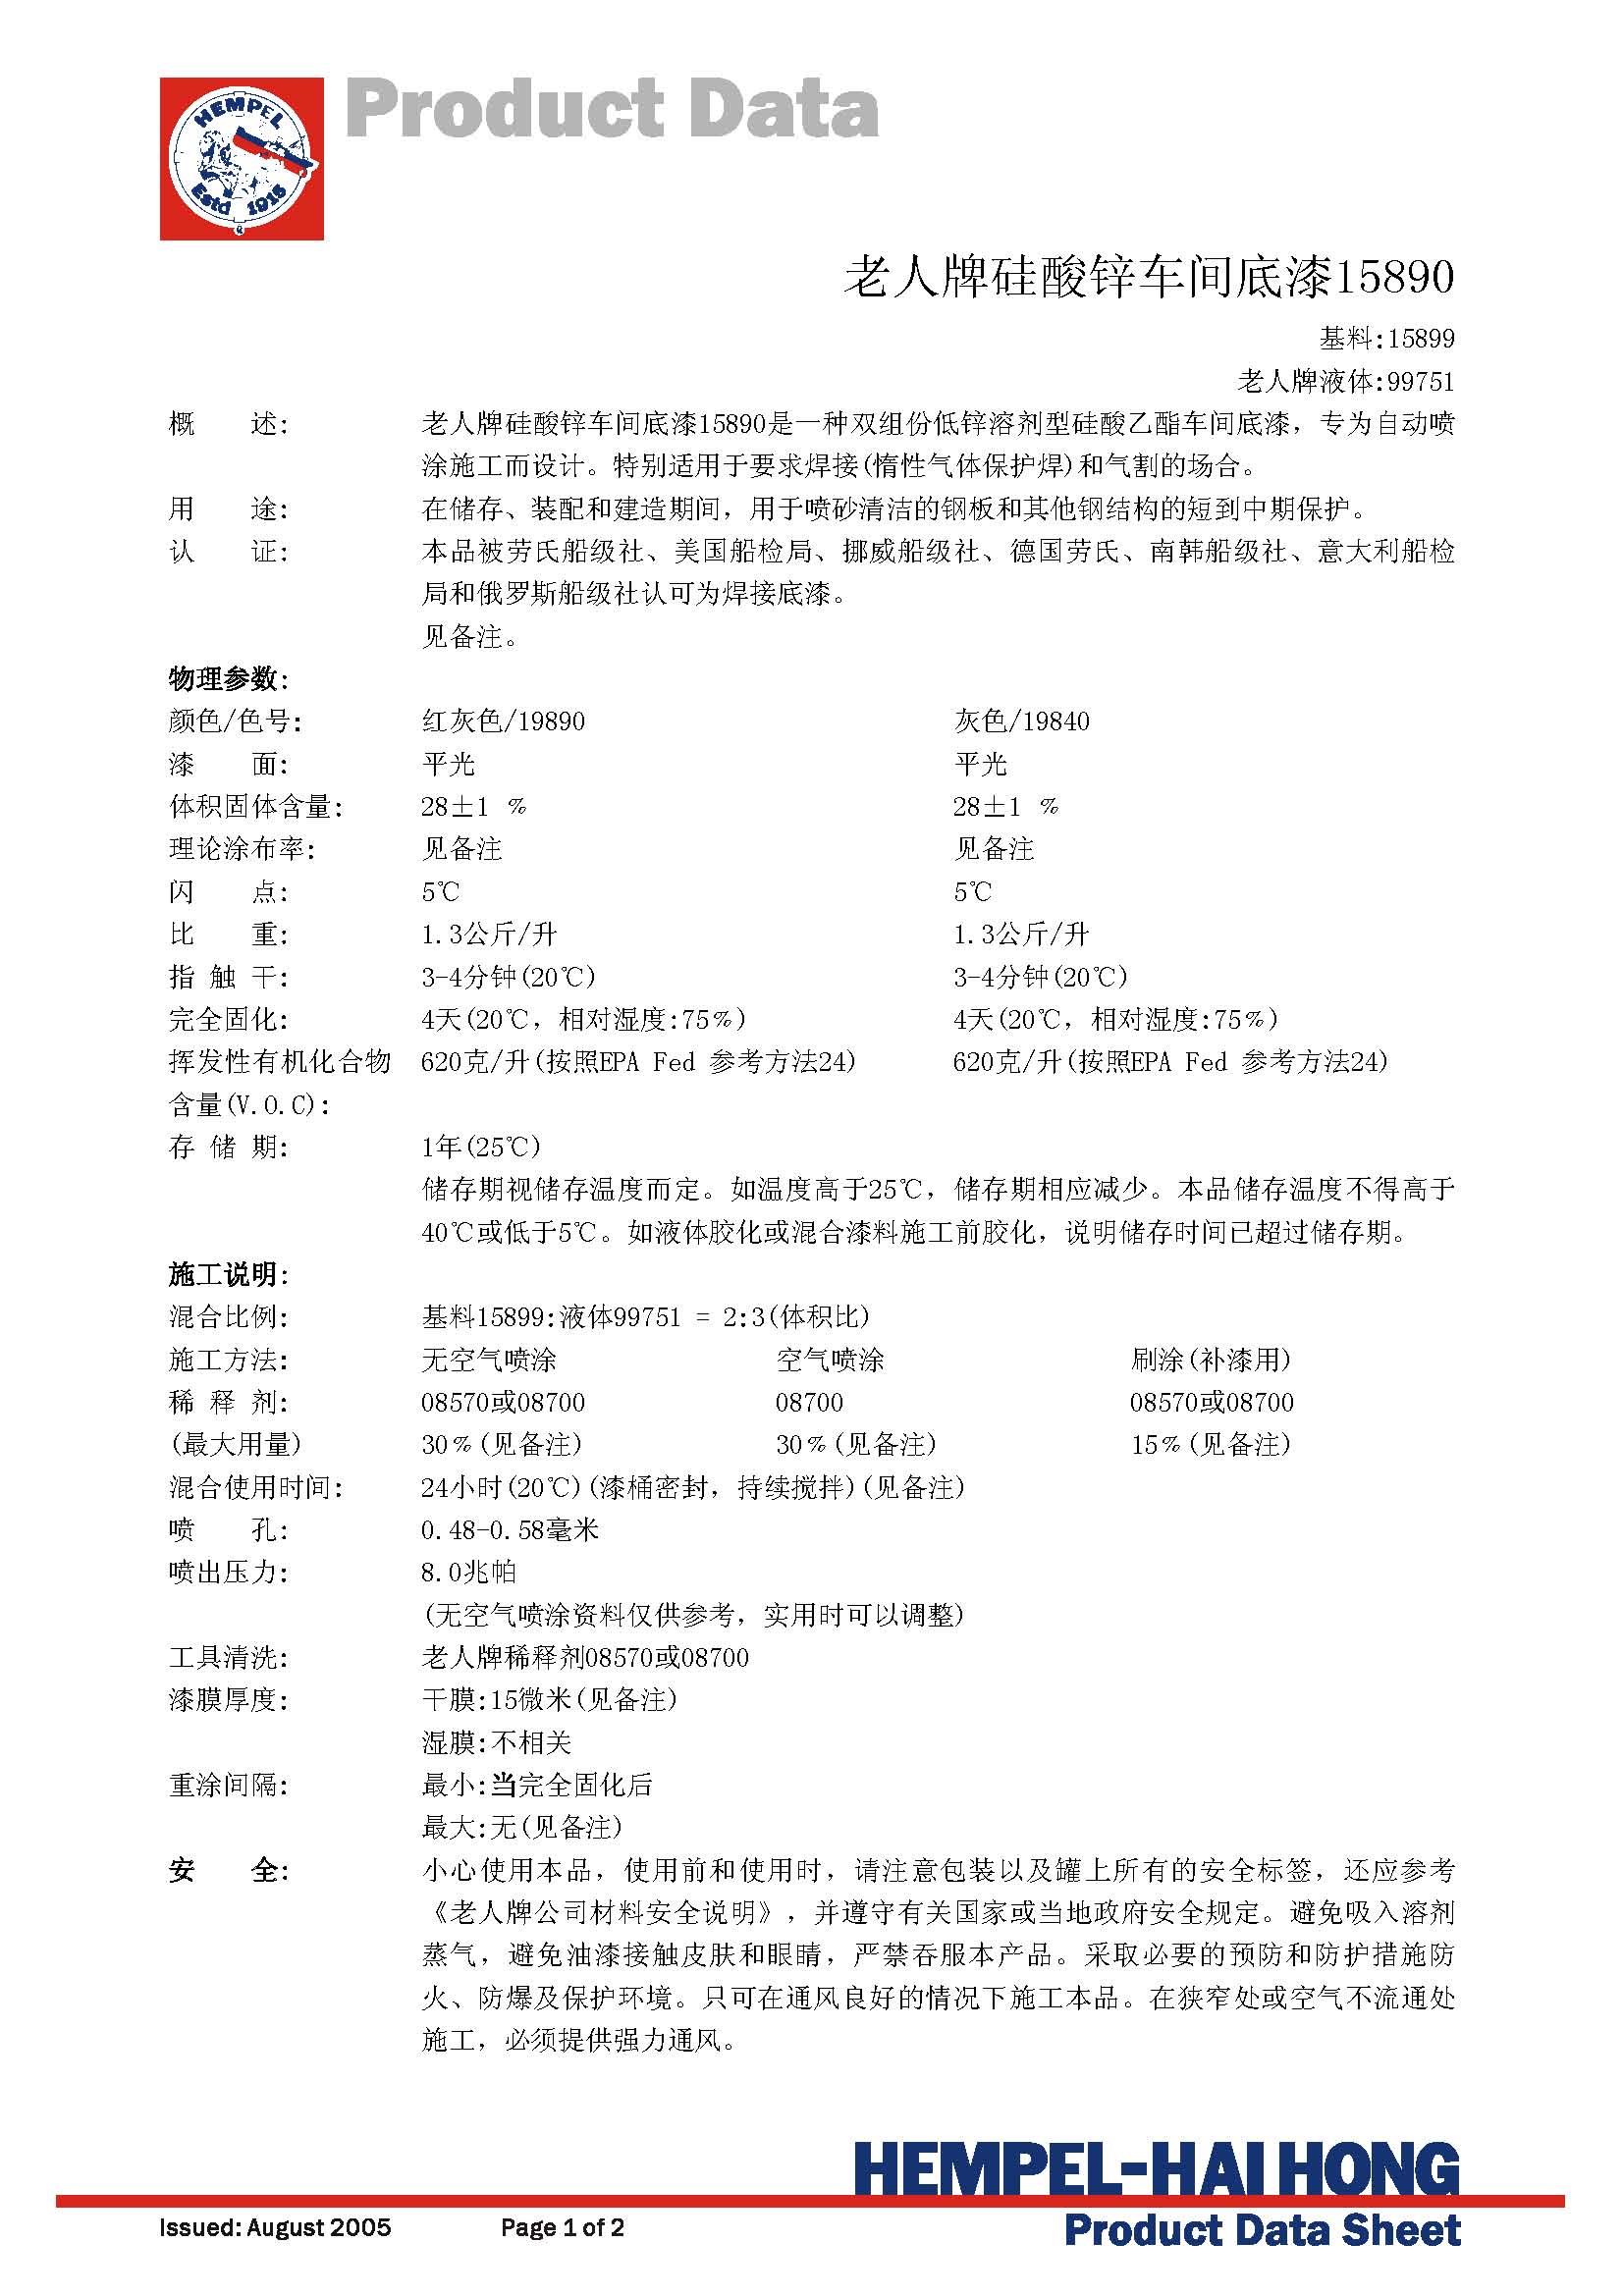 HEMPEL
Estd 1915
Product Data
老人牌硅酸锌车间底漆15890
基料:15899
老人牌液体:99751
概 述: 老人牌硅酸锌车间底漆15890是一种双组份低锌溶剂型硅酸乙酯车间底漆，专为自动喷
涂施工而设计。特别适用于要求焊接(惰性气体保护焊)和气割的场合。
用 途: 在储存、装配和建造期间，用于喷砂清洁的钢板和其他钢结构的短到中期保护。
认 证: 本品被劳氏船级社、美国船检局、挪威船级社、德国劳氏、南韩船级社、意大利船检
局和俄罗斯船级社认可为焊接底漆。
见备注。
物理参数:
颜色/色号: 红灰色/19890 灰色/19840
漆 面: 平光 平光
体积固体含量: 28±1 % 28±1 %
理论涂布率: 见备注 见备注
闪 点: 5℃ 5℃
比 重: 1.3公斤/升 1.3公斤/升
指 触 干: 3-4分钟(20℃) 3-4分钟(20℃)
完全固化: 4天(20℃，相对湿度:75%) 4天(20℃，相对湿度:75%)
挥发性有机化合物 620克/升(按照EPA Fed 参考方法24) 620克/升(按照EPA Fed 参考方法24)
含量(V.O.C):
存 储 期: 1年(25℃)
储存期视储存温度而定。如温度高于25℃，储存期相应减少。本品储存温度不得高于
40℃或低于5℃。如液体胶化或混合漆料施工前胶化，说明储存时间已超过储存期。
施工说明:
混合比例: 基料15899:液体99751 = 2:3(体积比)
施工方法: 无空气喷涂 空气喷涂 刷涂(补漆用)
稀 释 剂: 08570或08700 08700 08570或08700
(最大用量) 30%(见备注) 30%(见备注) 15%(见备注)
混合使用时间: 24小时(20℃)(漆桶密封，持续搅拌)(见备注)
喷 孔: 0.48-0.58毫米
喷出压力: 8.0兆帕
(无空气喷涂资料仅供参考，实用时可以调整)
工具清洗: 老人牌稀释剂08570或08700
漆膜厚度: 干膜:15微米(见备注)
湿膜:不相关
重涂间隔: 最小:当完全固化后
最大:无(见备注)
安 全: 小心使用本品，使用前和使用时，请注意包装以及罐上所有的安全标签，还应参考
《老人牌公司材料安全说明》，并遵守有关国家或当地政府安全规定。避免吸入溶剂
蒸气，避免油漆接触皮肤和眼睛，严禁吞服本产品。采取必要的预防和防护措施防
火、防爆及保护环境。只可在通风良好的情况下施工本品。在狭窄处或空气不流通处
施工，必须提供强力通风。
HEMPEL-HAI HONG
Issued: August 2005 Page 1 of 2 Product Data Sheet